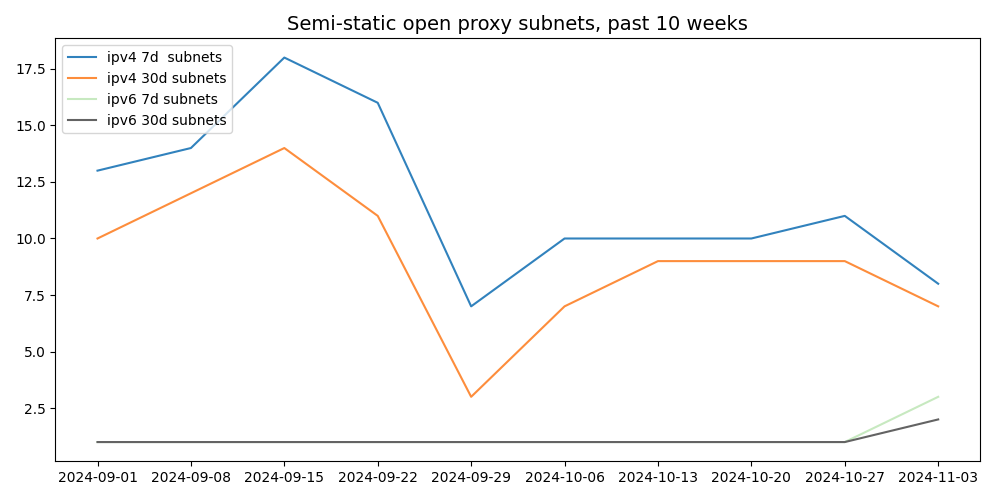 Semi-static open proxy subnets, past 10 weeks
ipv4 7d  subnets
ipv4 30d subnets
ipv6 7d subnets
ipv6 30d subnets
17.5
15.0
12.5
10.0
7.5
5.0
2.5
2024-09-01 2024-09-08 2024-09-15 2024-09-22 2024-09-29 2024-10-06 2024-10-13 2024-10-20 2024-10-27 2024-11-03